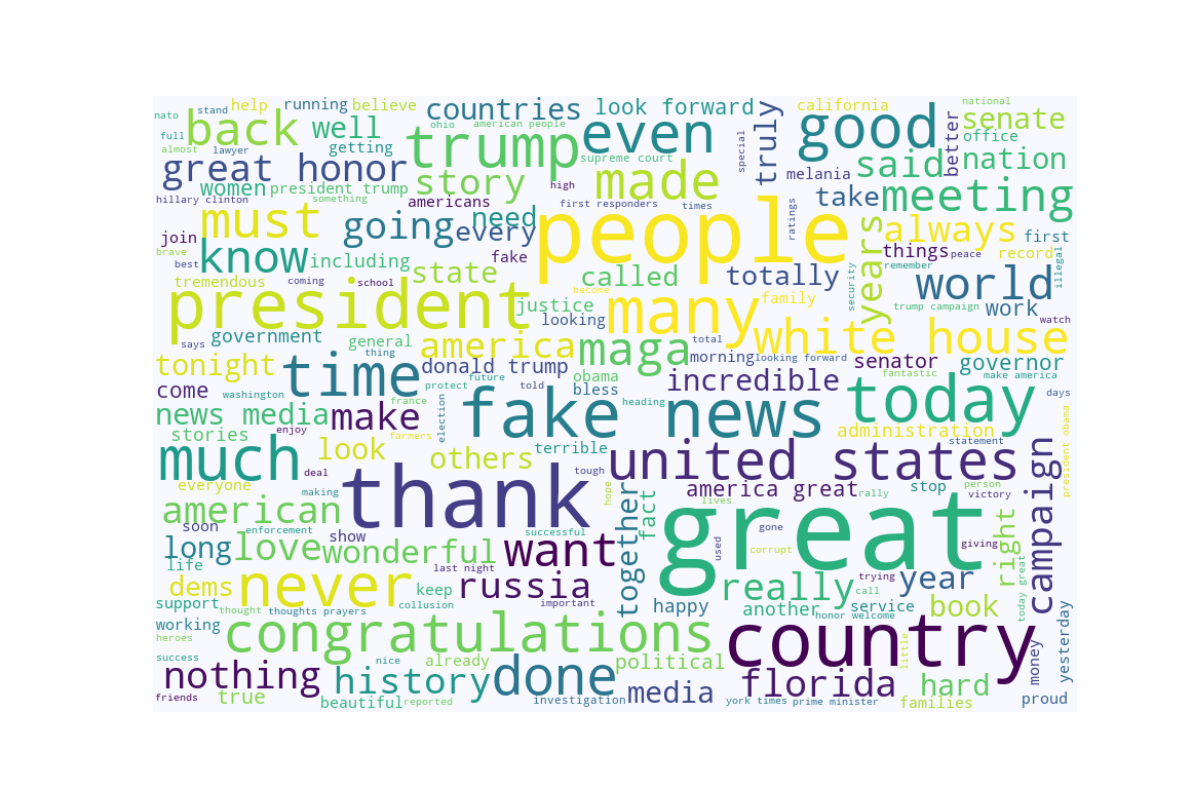 nato stand help running believe countries look forward california national
full back well trump even truly good better senate
almost lawyer getting ohio american people supreme court special office
great honor story made melania said nation
women president trump americans high first responders times take meeting
hillary clinton something need people ratings years
join must going every always first
brave know including fake called totally things peace record illegal
best state security remember world
tremendous coming school become family
president justice many trump campaign work
says government general looking total white house watch
tonight america maga morning looking forward senator governor
thing donald trump obama incredible fantastic make america
come washington time protect future told bless heading today days
news media france make fake news administration
stories enjoy farmers election terrible statement president obama
much look others united states campaign
everyone deal tough person
making thank hope america great rally stop victory
american fact lives great right
soon enforcement show successful used gone giving
long love wonderful want together corrupt
life last night trying
dems never keep russia really call year today great
support thought thoughts prayers collusion important happy another service book
working congratulations honor welcome country yesterday
heroes little
success nice already political money
nothing history done florida hard
friends true beautiful reported investigation media york times prime minister families proud